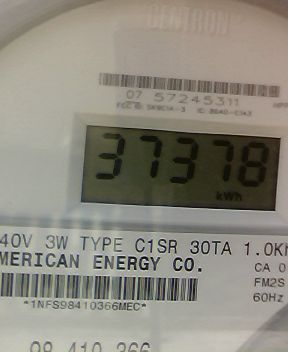 CENTRON
07 57245311
37378
kWh
40V 3W TYPE C1SR 30TA 1.0K
MERICAN ENERGY CO.
CA 0
FM2S
*1NFS98410366MEC*
60Hz
98 410 366